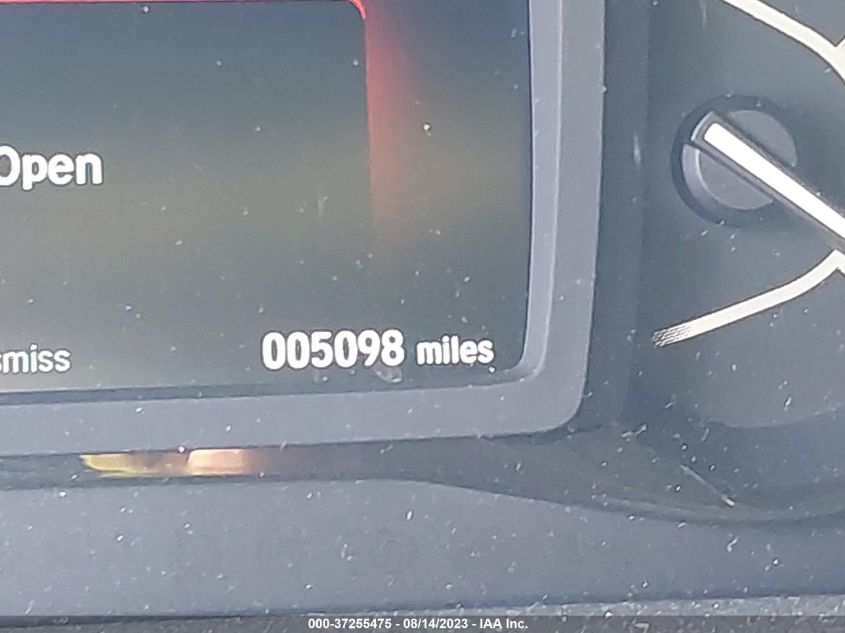 Open
smiss 005098 miles
000-37255475 - 08/14/2023 - IAA Inc.